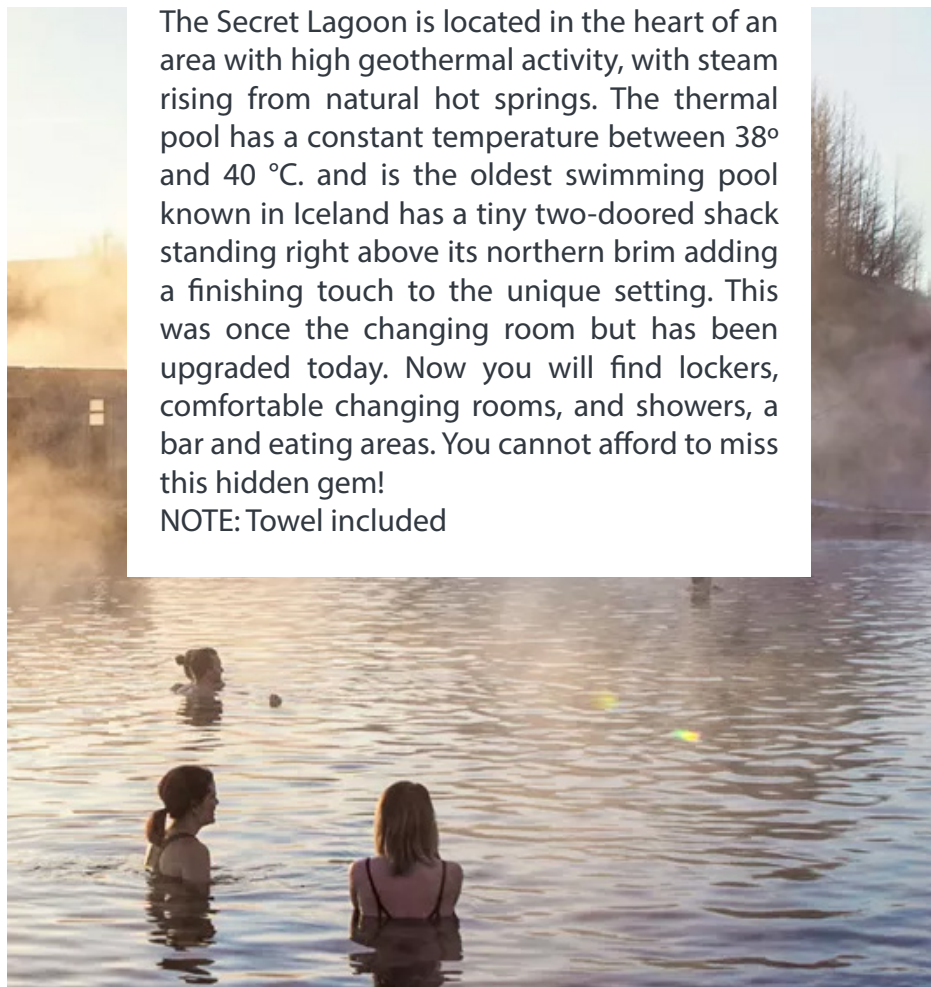 The Secret Lagoon is located in the heart of an
area with high geothermal activity, with steam
rising from natural hot springs. The thermal
pool has a constant temperature between 38º
and 40 °C. and is the oldest swimming pool
known in Iceland has a tiny two-doored shack
standing right above its northern brim adding
a finishing touch to the unique setting. This
was once the changing room but has been
upgraded today. Now you will find lockers,
comfortable changing rooms, and showers, a
bar and eating areas. You cannot afford to miss
this hidden gem!
NOTE: Towel included